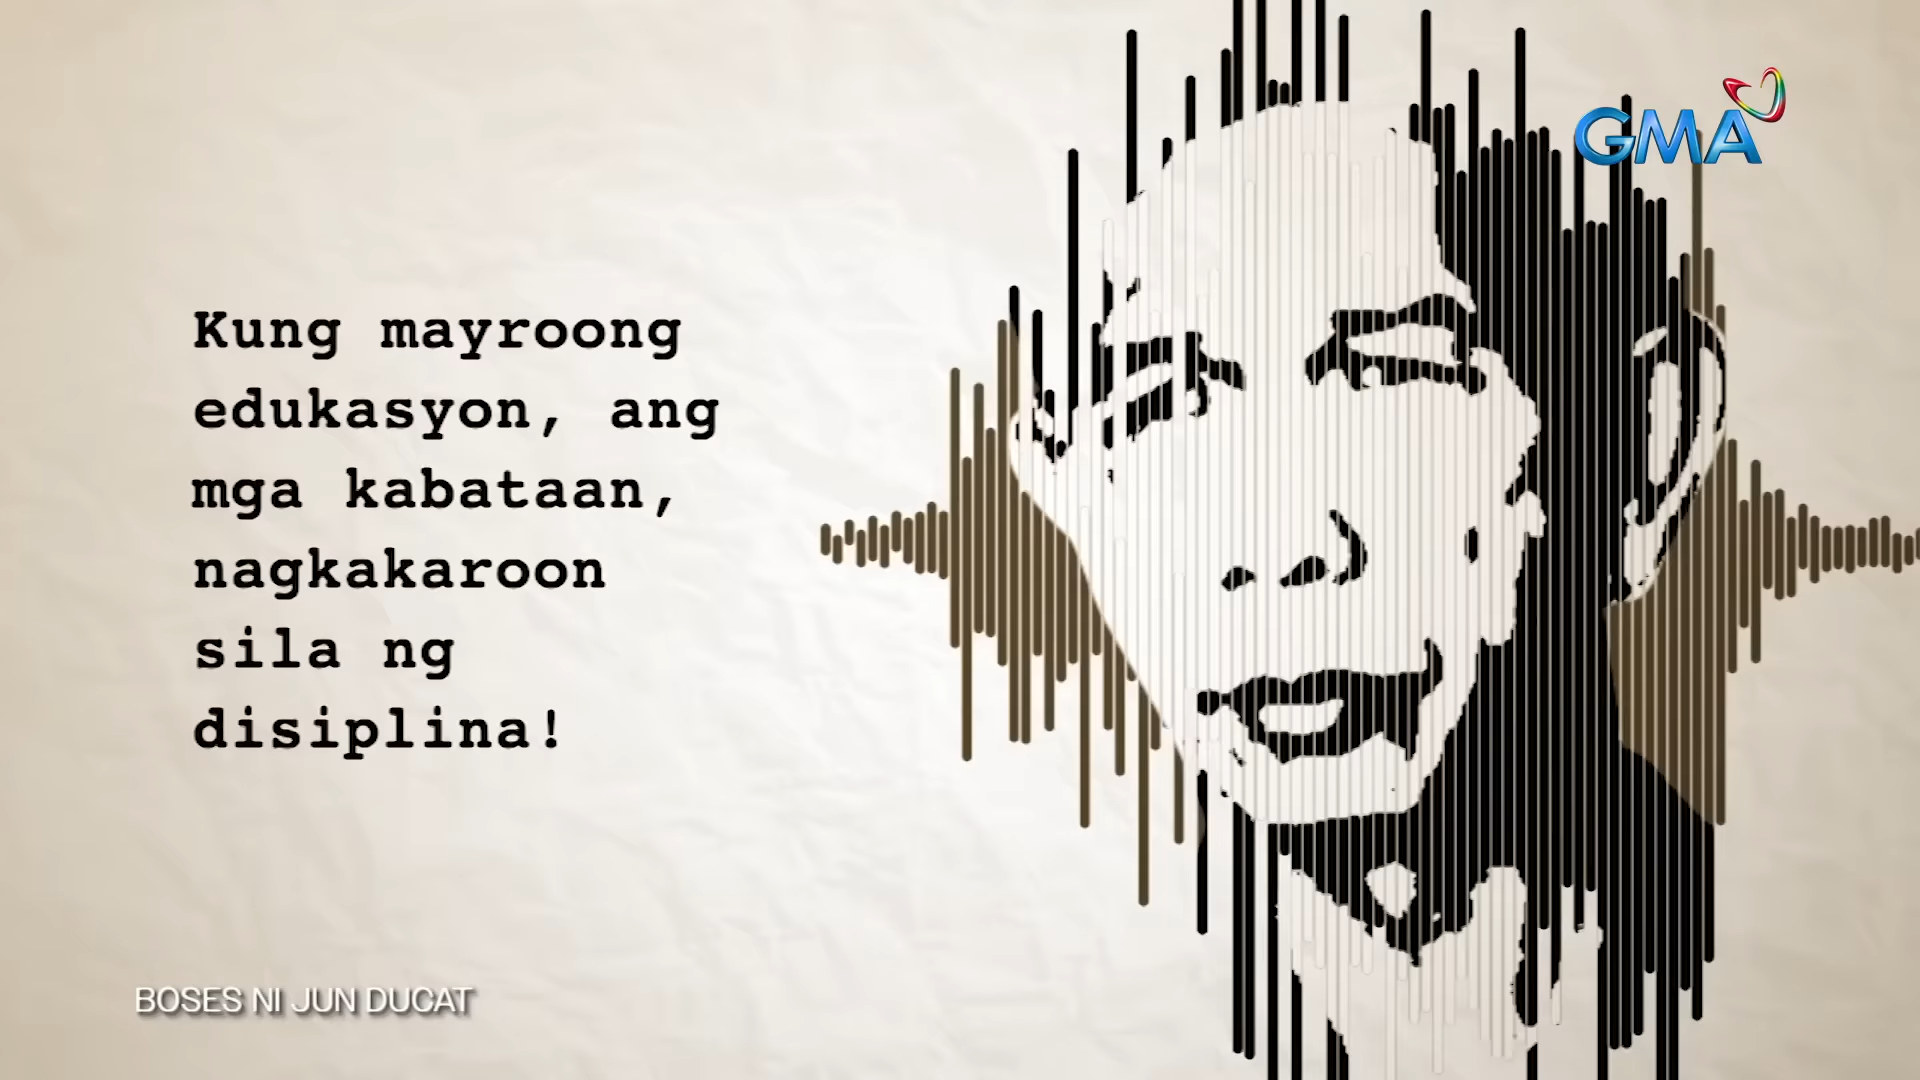 GMA
Kung mayroong
edukasyon, ang
mga kabataan,
nagkakaroon
sila ng
disiplina!
BOSES NI JUN DUCAT